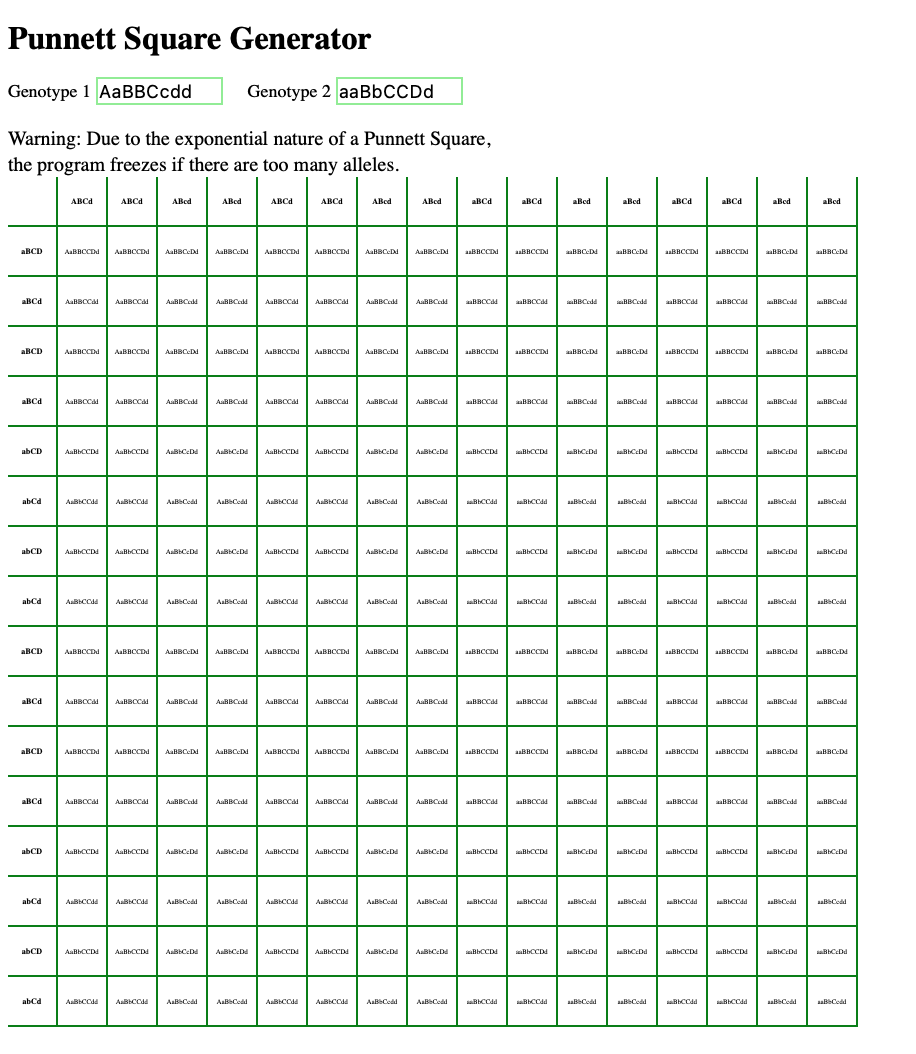 Punnett Square Generator
Genotype 1 AaBBCcdd Genotype 2 aaBbCCDd
Warning: Due to the exponential nature of a Punnett Square,
the program freezes if there are too many alleles.
ABCd ABCd ABcd ABcd ABCd ABCd ABcd ABcd aBCd aBCd aBcd aBcd aBCd aBCd aBcd aBcd
aBCD AaBBCCDd AaBBCCDd AaBBCcDd AaBBCcDd AaBBCCDd AaBBCCDd AaBBCcDd AaBBCcDd aaBBCCDd aaBBCCDd aaBBCcDd aaBBCcDd aaBBCCDd aaBBCCDd aaBBCcDd aaBBCcDd
aBCd AaBBCCdd AaBBCCdd AaBBCcdd AaBBCcdd AaBBCCdd AaBBCCdd AaBBCcdd AaBBCcdd aaBBCCdd aaBBCCdd aaBBCcdd aaBBCcdd aaBBCCdd aaBBCCdd aaBBCcdd aaBBCcdd
aBCD AaBBCCDd AaBBCCDd AaBBCcDd AaBBCcDd AaBBCCDd AaBBCCDd AaBBCcDd AaBBCcDd aaBBCCDd aaBBCCDd aaBBCcDd aaBBCcDd aaBBCCDd aaBBCCDd aaBBCcDd aaBBCcDd
aBCd AaBBCCdd AaBBCCdd AaBBCcdd AaBBCcdd AaBBCCdd AaBBCCdd AaBBCcdd AaBBCcdd aaBBCCdd aaBBCCdd aaBBCcdd aaBBCcdd aaBBCCdd aaBBCCdd aaBBCcdd aaBBCcdd
abCD AaBbCCDd AaBbCCDd AaBbCcDd AaBbCcDd AaBbCCDd AaBbCCDd AaBbCcDd AaBbCcDd aaBbCCDd aaBbCCDd aaBbCcDd aaBbCcDd aaBbCCDd aaBbCCDd aaBbCcDd aaBbCcDd
abCd AaBbCCdd AaBbCCdd AaBbCcdd AaBbCcdd AaBbCCdd AaBbCCdd AaBbCcdd AaBbCcdd aaBbCCdd aaBbCCdd aaBbCcdd aaBbCcdd aaBbCCdd aaBbCCdd aaBbCcdd aaBbCcdd
abCD AaBbCCDd AaBbCCDd AaBbCcDd AaBbCcDd AaBbCCDd AaBbCCDd AaBbCcDd AaBbCcDd aaBbCCDd aaBbCCDd aaBbCcDd aaBbCcDd aaBbCCDd aaBbCCDd aaBbCcDd aaBbCcDd
abCd AaBbCCdd AaBbCCdd AaBbCcdd AaBbCcdd AaBbCCdd AaBbCCdd AaBbCcdd AaBbCcdd aaBbCCdd aaBbCCdd aaBbCcdd aaBbCcdd aaBbCCdd aaBbCCdd aaBbCcdd aaBbCcdd
aBCD AaBBCCDd AaBBCCDd AaBBCcDd AaBBCcDd AaBBCCDd AaBBCCDd AaBBCcDd AaBBCcDd aaBBCCDd aaBBCCDd aaBBCcDd aaBBCcDd aaBBCCDd aaBBCCDd aaBBCcDd aaBBCcDd
aBCd AaBBCCdd AaBBCCdd AaBBCcdd AaBBCcdd AaBBCCdd AaBBCCdd AaBBCcdd AaBBCcdd aaBBCCdd aaBBCCdd aaBBCcdd aaBBCcdd aaBBCCdd aaBBCCdd aaBBCcdd aaBBCcdd
aBCD AaBBCCDd AaBBCCDd AaBBCcDd AaBBCcDd AaBBCCDd AaBBCCDd AaBBCcDd AaBBCcDd aaBBCCDd aaBBCCDd aaBBCcDd aaBBCcDd aaBBCCDd aaBBCCDd aaBBCcDd aaBBCcDd
aBCd AaBBCCdd AaBBCCdd AaBBCcdd AaBBCcdd AaBBCCdd AaBBCCdd AaBBCcdd AaBBCcdd aaBBCCdd aaBBCCdd aaBBCcdd aaBBCcdd aaBBCCdd aaBBCCdd aaBBCcdd aaBBCcdd
abCD AaBbCCDd AaBbCCDd AaBbCcDd AaBbCcDd AaBbCCDd AaBbCCDd AaBbCcDd AaBbCcDd aaBbCCDd aaBbCCDd aaBbCcDd aaBbCcDd aaBbCCDd aaBbCCDd aaBbCcDd aaBbCcDd
abCd AaBbCCdd AaBbCCdd AaBbCcdd AaBbCcdd AaBbCCdd AaBbCCdd AaBbCcdd AaBbCcdd aaBbCCdd aaBbCCdd aaBbCcdd aaBbCcdd aaBbCCdd aaBbCCdd aaBbCcdd aaBbCcdd
abCD AaBbCCDd AaBbCCDd AaBbCcDd AaBbCcDd AaBbCCDd AaBbCCDd AaBbCcDd AaBbCcDd aaBbCCDd aaBbCCDd aaBbCcDd aaBbCcDd aaBbCCDd aaBbCCDd aaBbCcDd aaBbCcDd
abCd AaBbCCdd AaBbCCdd AaBbCcdd AaBbCcdd AaBbCCdd AaBbCCdd AaBbCcdd AaBbCcdd aaBbCCdd aaBbCCdd aaBbCcdd aaBbCcdd aaBbCCdd aaBbCCdd aaBbCcdd aaBbCcdd